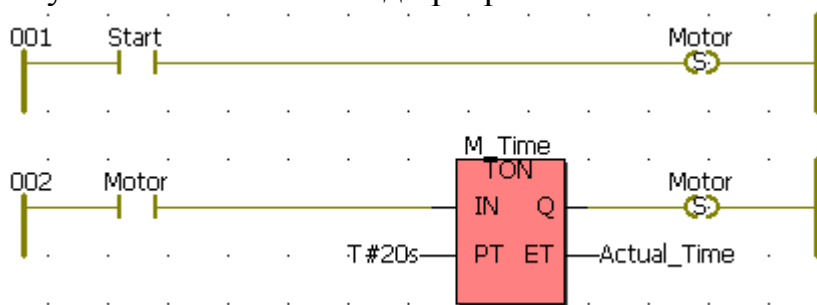 001 Start Motor
S
M_Time
TON
002 Motor Motor
IN Q S
T#20s PT ET Actual_Time